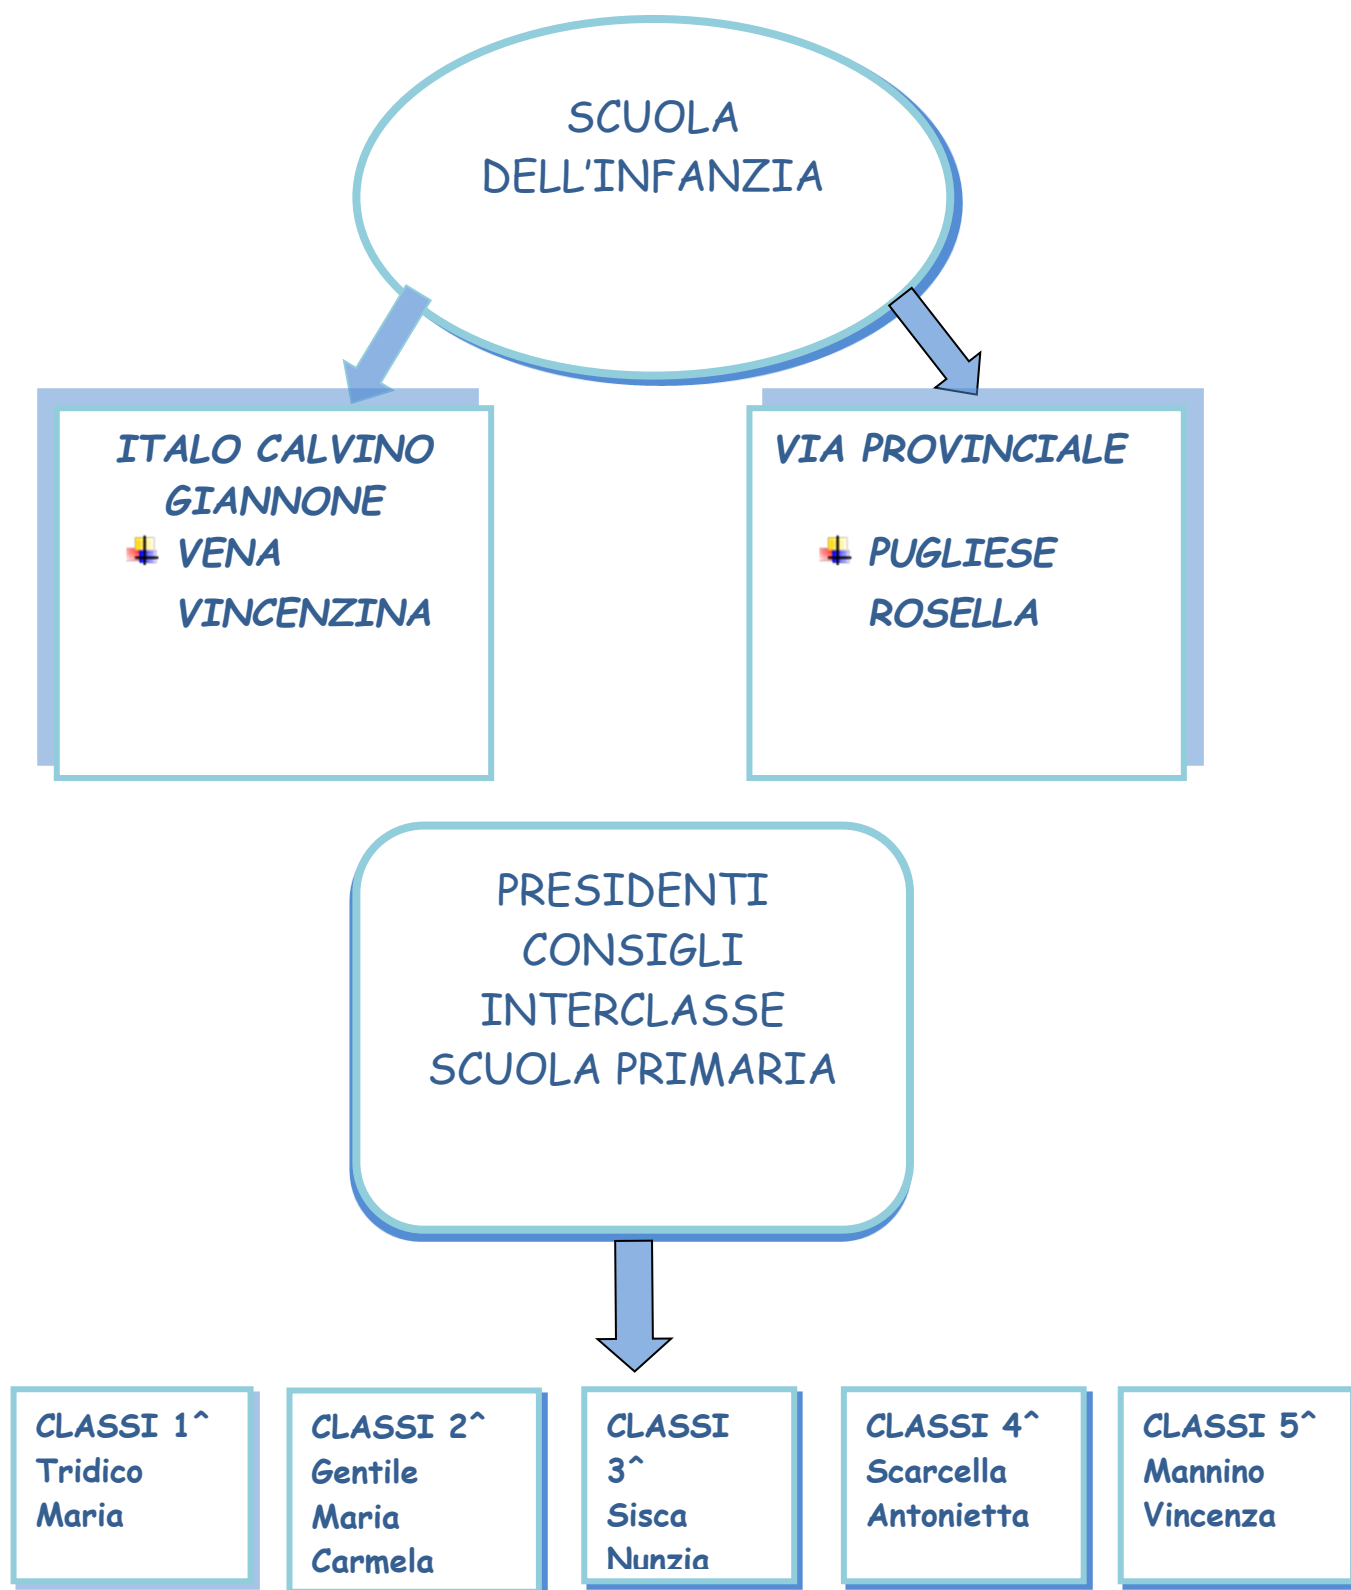 SCUOLA
DELL'INFANZIA
ITALO CALVINO
GIANNONE
VENA
VINCENZINA
VIA PROVINCIALE
PUGLIESE
ROSELLA
PRESIDENTI
CONSIGLI
INTERCLASSE
SCUOLA PRIMARIA
CLASSI 1^
Tridico
Maria
CLASSI 2^
Gentile
Maria
Carmela
CLASSI
3^
Sisca
Nunzia
CLASSI 4^
Scarcella
Antonietta
CLASSI 5^
Mannino
Vincenza